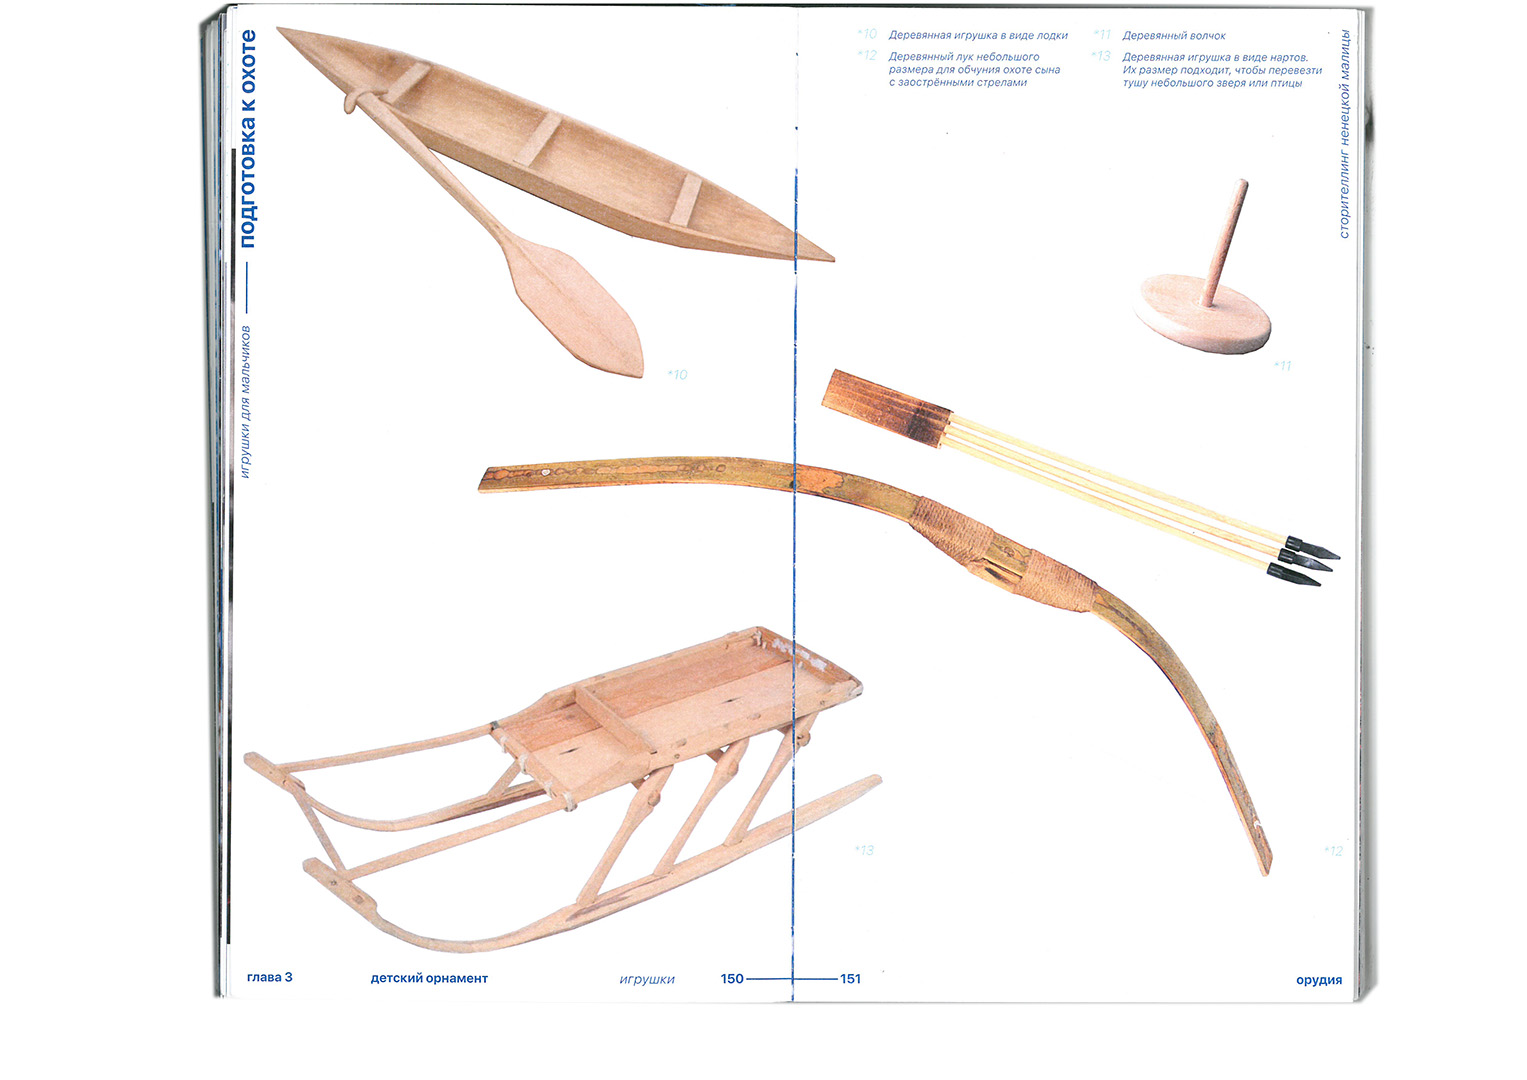 подготовка к охоте
игрушки для мальчиков
*10 Деревянная игрушка в виде лодки
*12 Деревянный лук небольшого
размера для обчуния охоте сына
с заострёнными стрелами
*11 Деревянный волчок
*13 Деревянная игрушка в виде нартов.
Их размер подходит, чтобы перевезти
тушу небольшого зверя или птицы
сторителлинг ненецкой малицы
*10
*11
*12
*13
глава 3
детский орнамент
игрушки
150
151
орудия